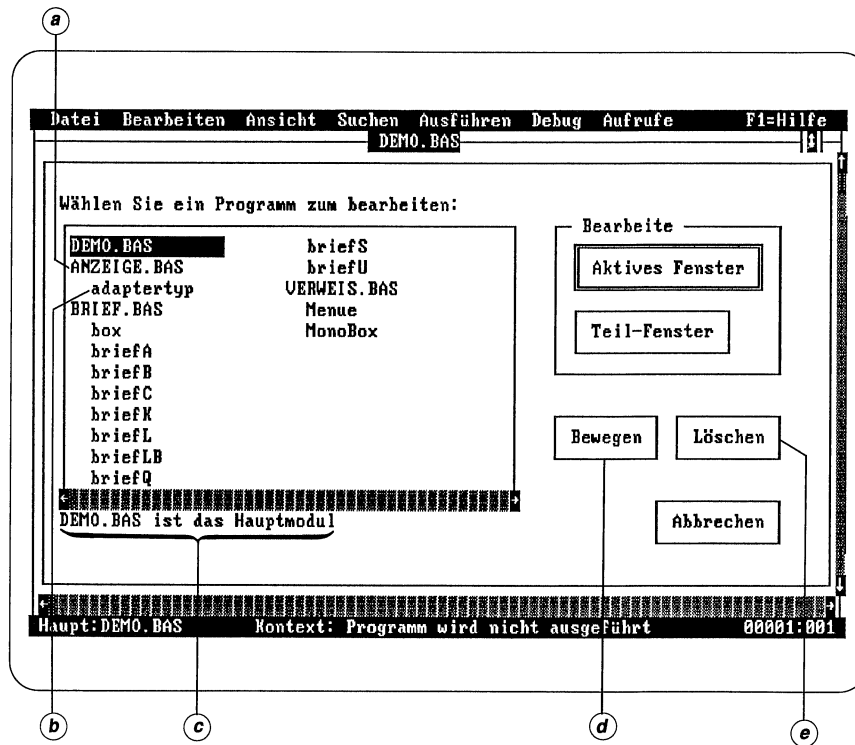 a
Datei Bearbeiten Ansicht Suchen Ausführen Debug Aufrufe F1=Hilfe
DEMO.BAS
Wählen Sie ein Programm zum bearbeiten:
DEMO.BAS
ANZEIGE.BAS
adaptertyp
BRIEF.BAS
box
briefA
briefB
briefC
briefK
briefL
briefLB
briefQ
briefS
briefU
VERWEIS.BAS
Menue
MonoBox
Bearbeite
Aktives Fenster
Teil-Fenster
Bewegen Löschen
Abbrechen
DEMO.BAS ist das Hauptmodul
Haupt:DEMO.BAS Kontext: Programm wird nicht ausgeführt 00001:001
b c d e